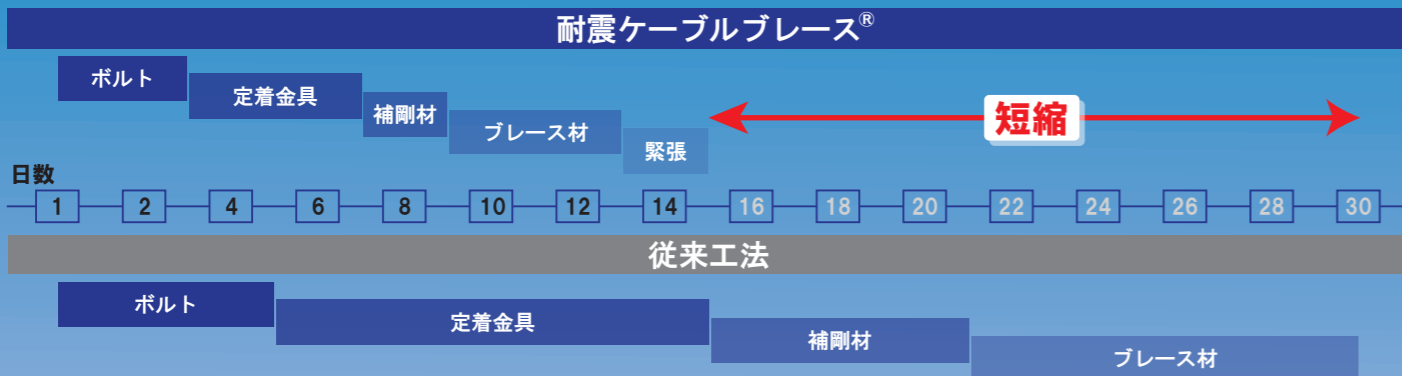 耐震ケーブルブレース®
ボルト
定着金具
補剛材
ブレース材
緊張
短縮
日数
1 2 4 6 8 10 12 14 16 18 20 22 24 26 28 30
従来工法
ボルト
定着金具
補剛材
ブレース材